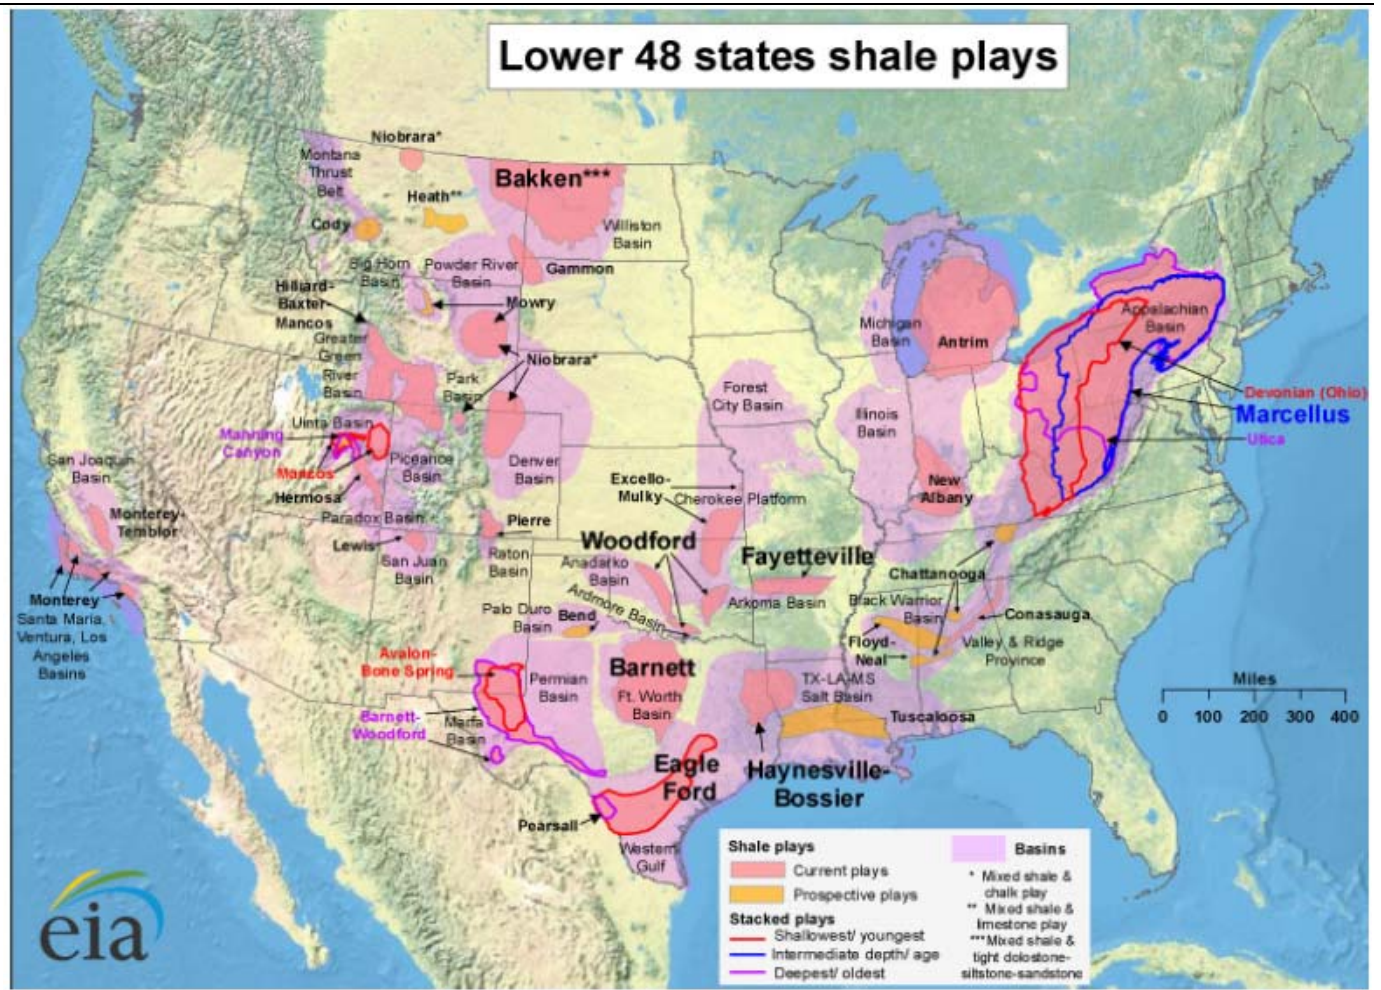 Lower 48 states shale plays
Niobrara*
Montana
Thrust
Belt
Bakken***
Heath**
Cody
Williston
Basin
Big Horn
Basin
Powder River
Basin
Gammon
Hilliard-
Baxter-
Mancos
Mowry
Greater
Green
River
Basin
Niobrara*
Park
Basin
Michigan
Basin
Antrim
Appalachian
Basin
Devonian (Ohio)
Marcellus
Utica
Forest
City Basin
Illinois
Basin
Uinta Basin
Manning
Canyon
Mancos
Piceance
Basin
Denver
Basin
Hermosa
Paradox Basin
San Joaquin
Basin
Monterey-
Temblor
Excello-
Mulky
Cherokee Platform
New
Albany
Lewis
San Juan
Basin
Pierre
Raton
Basin
Woodford
Anadarko
Basin
Fayetteville
Arkoma Basin
Chattanooga
Monterey
Santa Maria,
Ventura, Los
Angeles
Basins
Palo Duro
Basin
Bend
Ardmore Basin
Black Warrior
Basin
Conasauga
Floyd-
Neal
Valley & Ridge
Province
Avalon-
Bone Spring
Permian
Basin
Barnett
Ft. Worth
Basin
TX-LA-MS
Salt Basin
Tuscaloosa
Barnett-
Woodford
Marfa
Basin
Eagle
Ford
Haynesville-
Bossier
Pearsall
Western
Gulf
Miles
0 100 200 300 400
Shale plays
Current plays
Prospective plays
Stacked plays
Shallowest/ youngest
Intermediate depth/ age
Deepest/ oldest
Basins
* Mixed shale &
chalk play
** Mixed shale &
limestone play
***Mixed shale &
tight dolostone-
siltstone-sandstone
eia